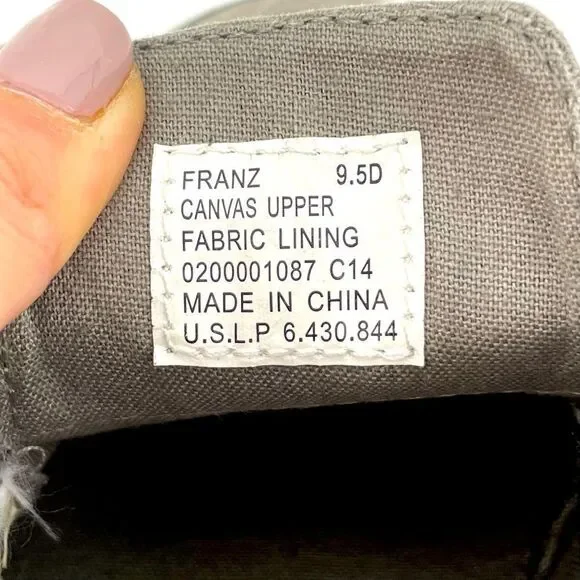 FRANZ 9.5D
CANVAS UPPER
FABRIC LINING
0200001087 C14
MADE IN CHINA
U.S.L.P 6.430.844